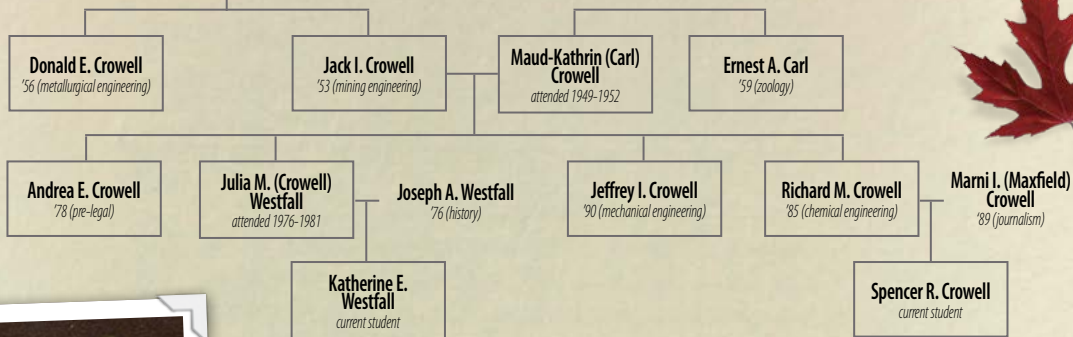 Donald E. Crowell
'56 (metallurgical engineering)
Jack I. Crowell
'53 (mining engineering)
Maud-Kathrin (Carl)
Crowell
attended 1949-1952
Ernest A. Carl
'59 (zoology)
Andrea E. Crowell
'78 (pre-legal)
Julia M. (Crowell)
Westfall
attended 1976-1981
Joseph A. Westfall
'76 (history)
Jeffrey I. Crowell
'90 (mechanical engineering)
Richard M. Crowell
'85 (chemical engineering)
Marni I. (Maxfield)
Crowell
'89 (journalism)
Katherine E.
Westfall
current student
Spencer R. Crowell
current student